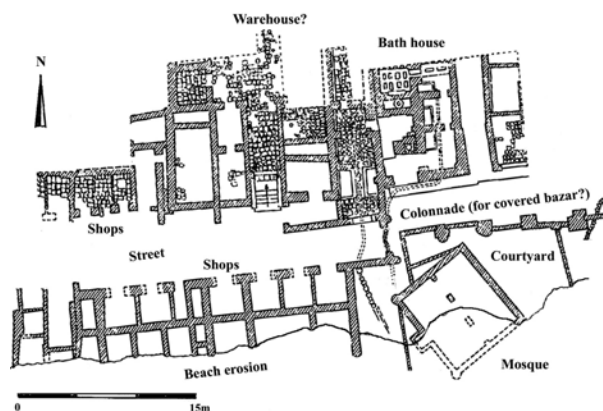 Warehouse?
Bath house
N
Colonnade (for covered bazar?)
Shops
Street
Shops
Courtyard
Mosque
Beach erosion
0
15m